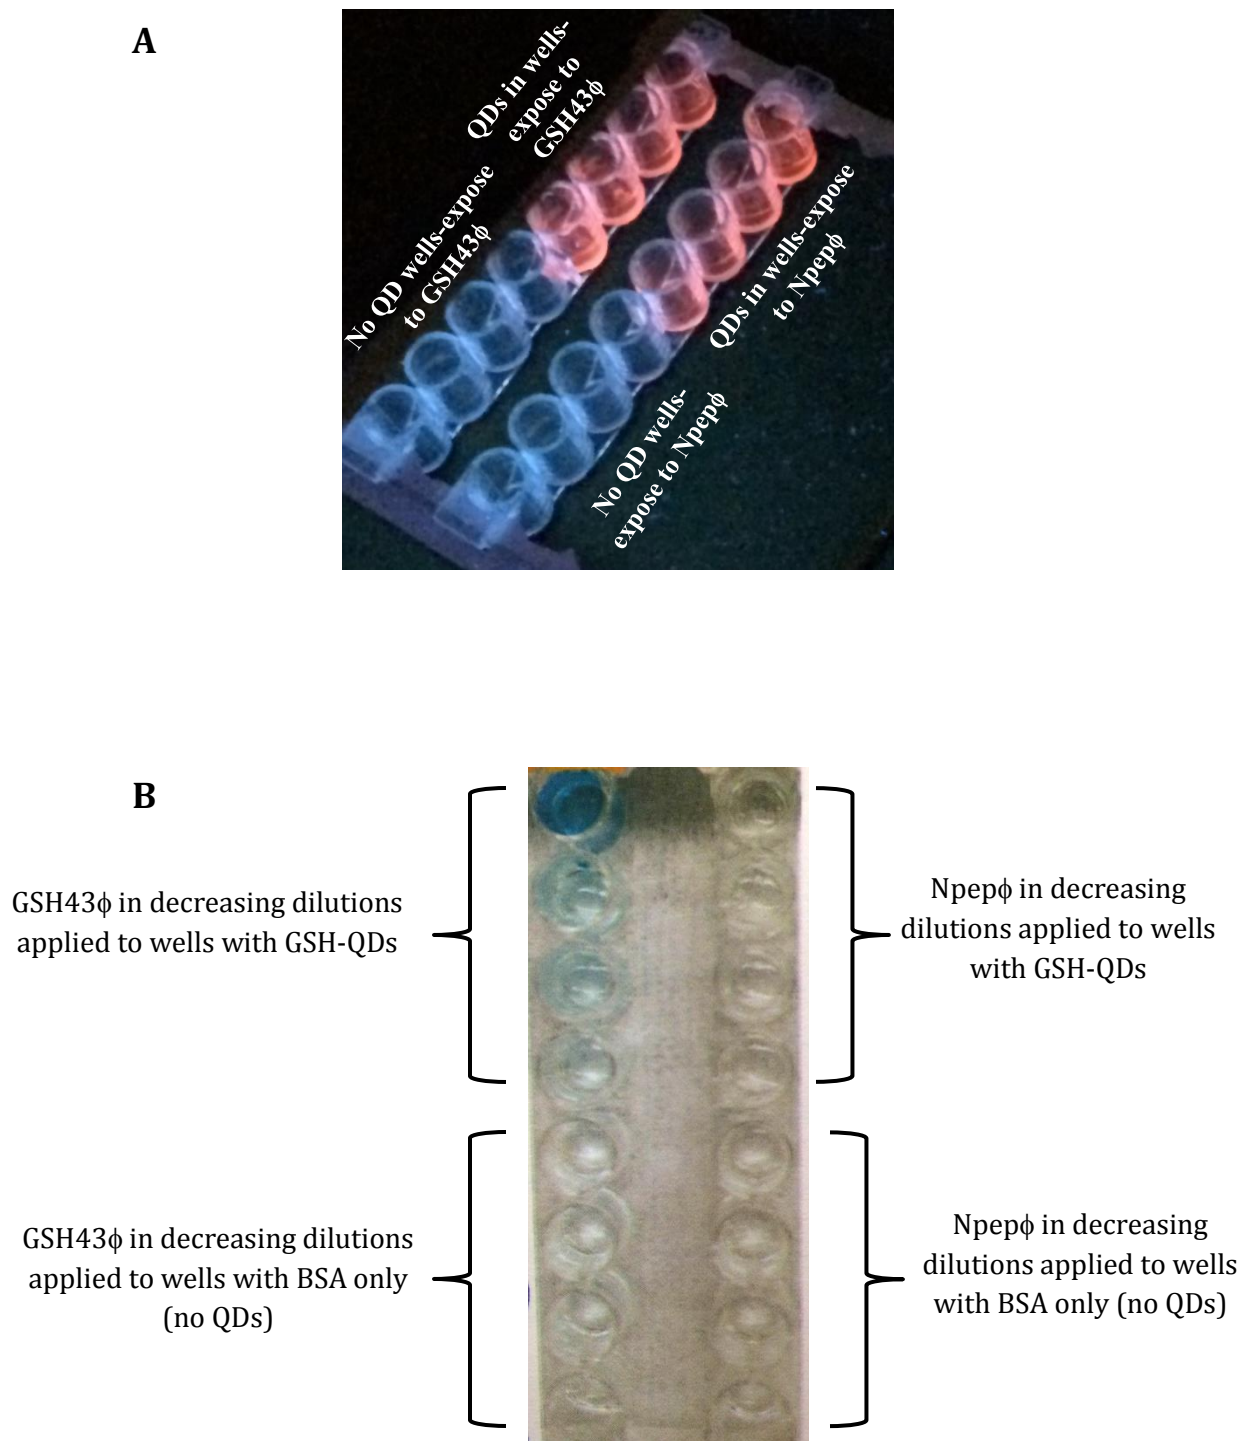 A
QDs in wells-
expose to
GSH43ϕ
No QD wells-expose
to GSH43ϕ
QDs in wells-expose
to Npepϕ
No QD wells-
expose to Npepϕ
B
GSH43ϕ in decreasing dilutions
applied to wells with GSH-QDs
Npepϕ in decreasing
dilutions applied to wells
with GSH-QDs
GSH43ϕ in decreasing dilutions
applied to wells with BSA only
(no QDs)
Npepϕ in decreasing
dilutions applied to wells
with BSA only (no QDs)